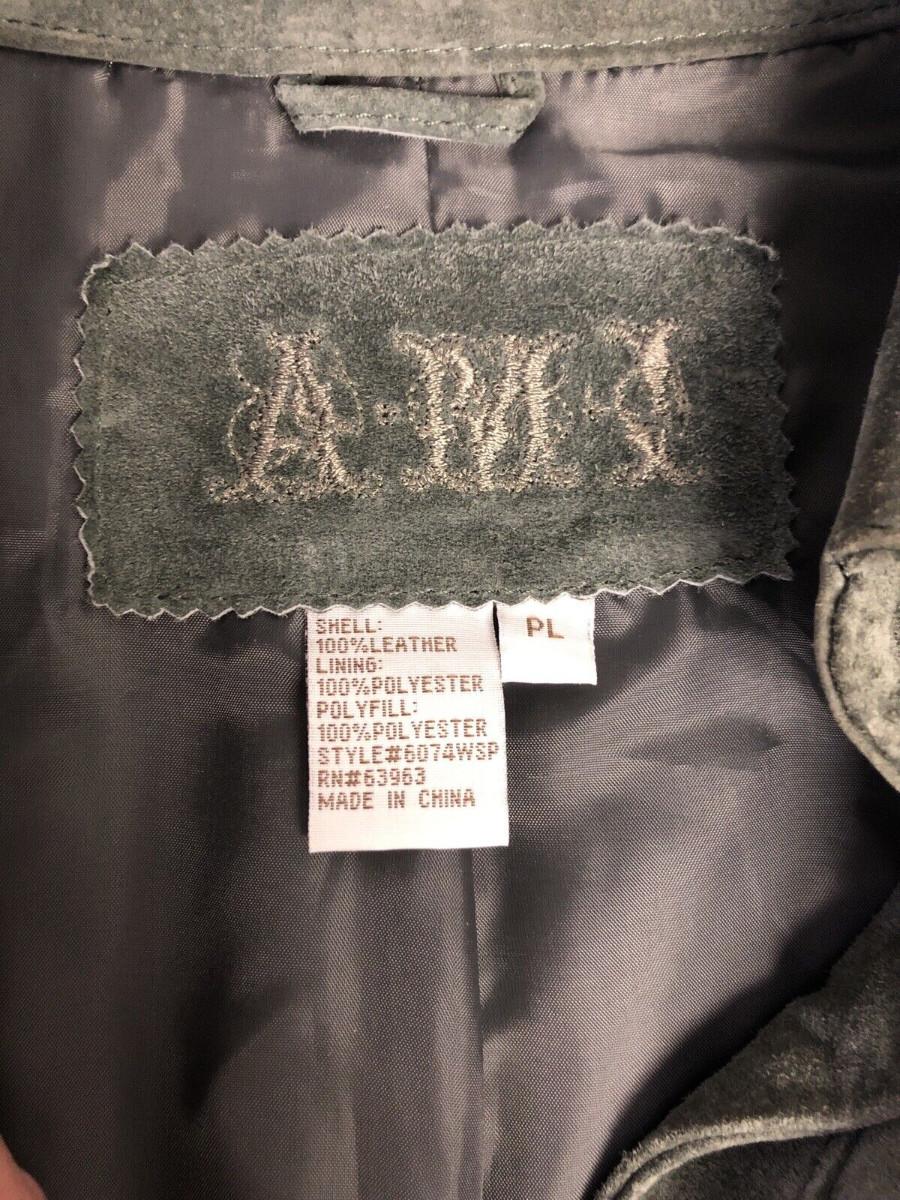 A·M·I
SHELL:
100%LEATHER
LINING:
100%POLYESTER
POLYFILL:
100%POLYESTER
STYLE#6074WSP
RN#63963
MADE IN CHINA
PL